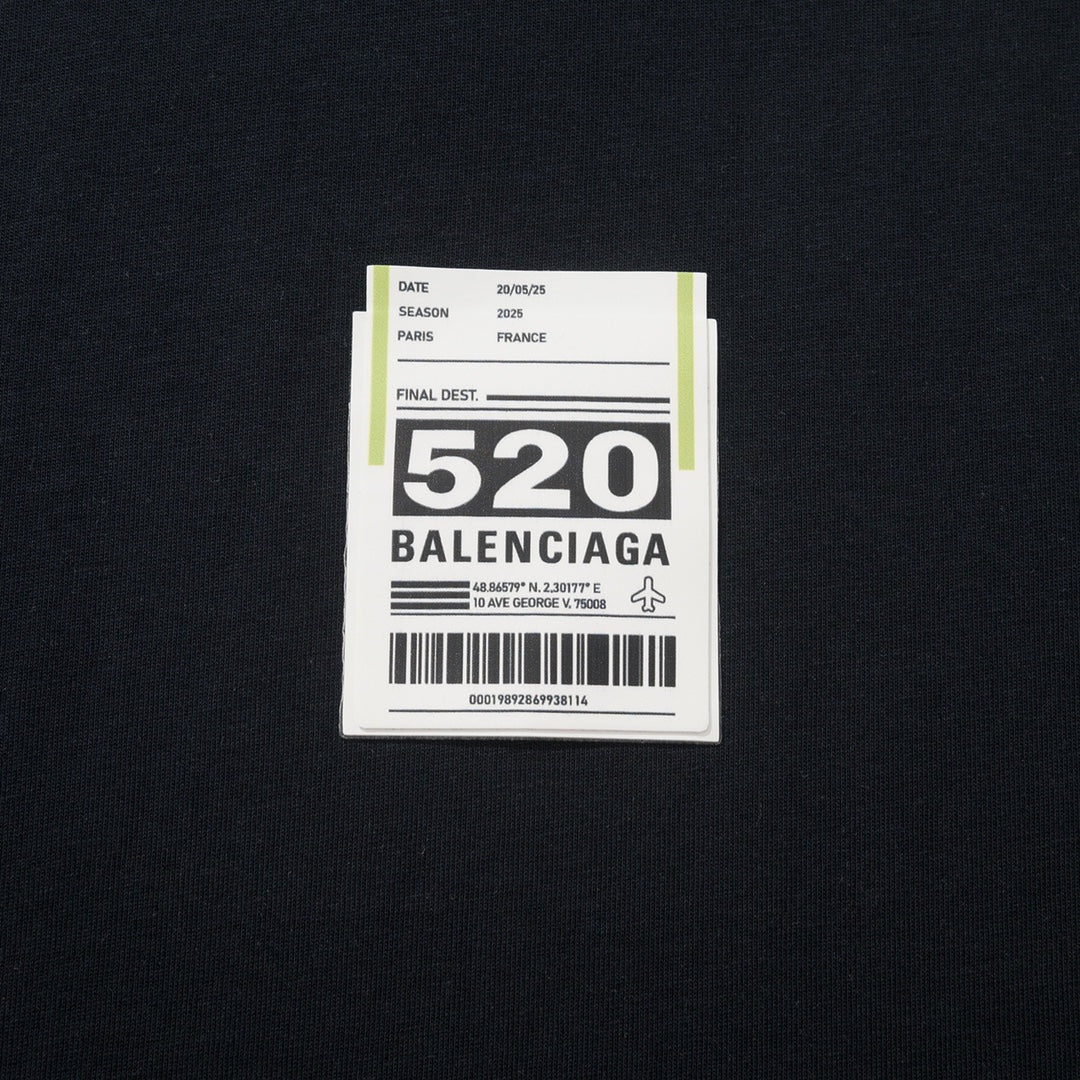 DATE 20/05/25
SEASON 2025
PARIS FRANCE
FINAL DEST.
520
BALENCIAGA
48.86579° N. 2.30177° E
10 AVE GEORGE V. 75008
00019892869938114